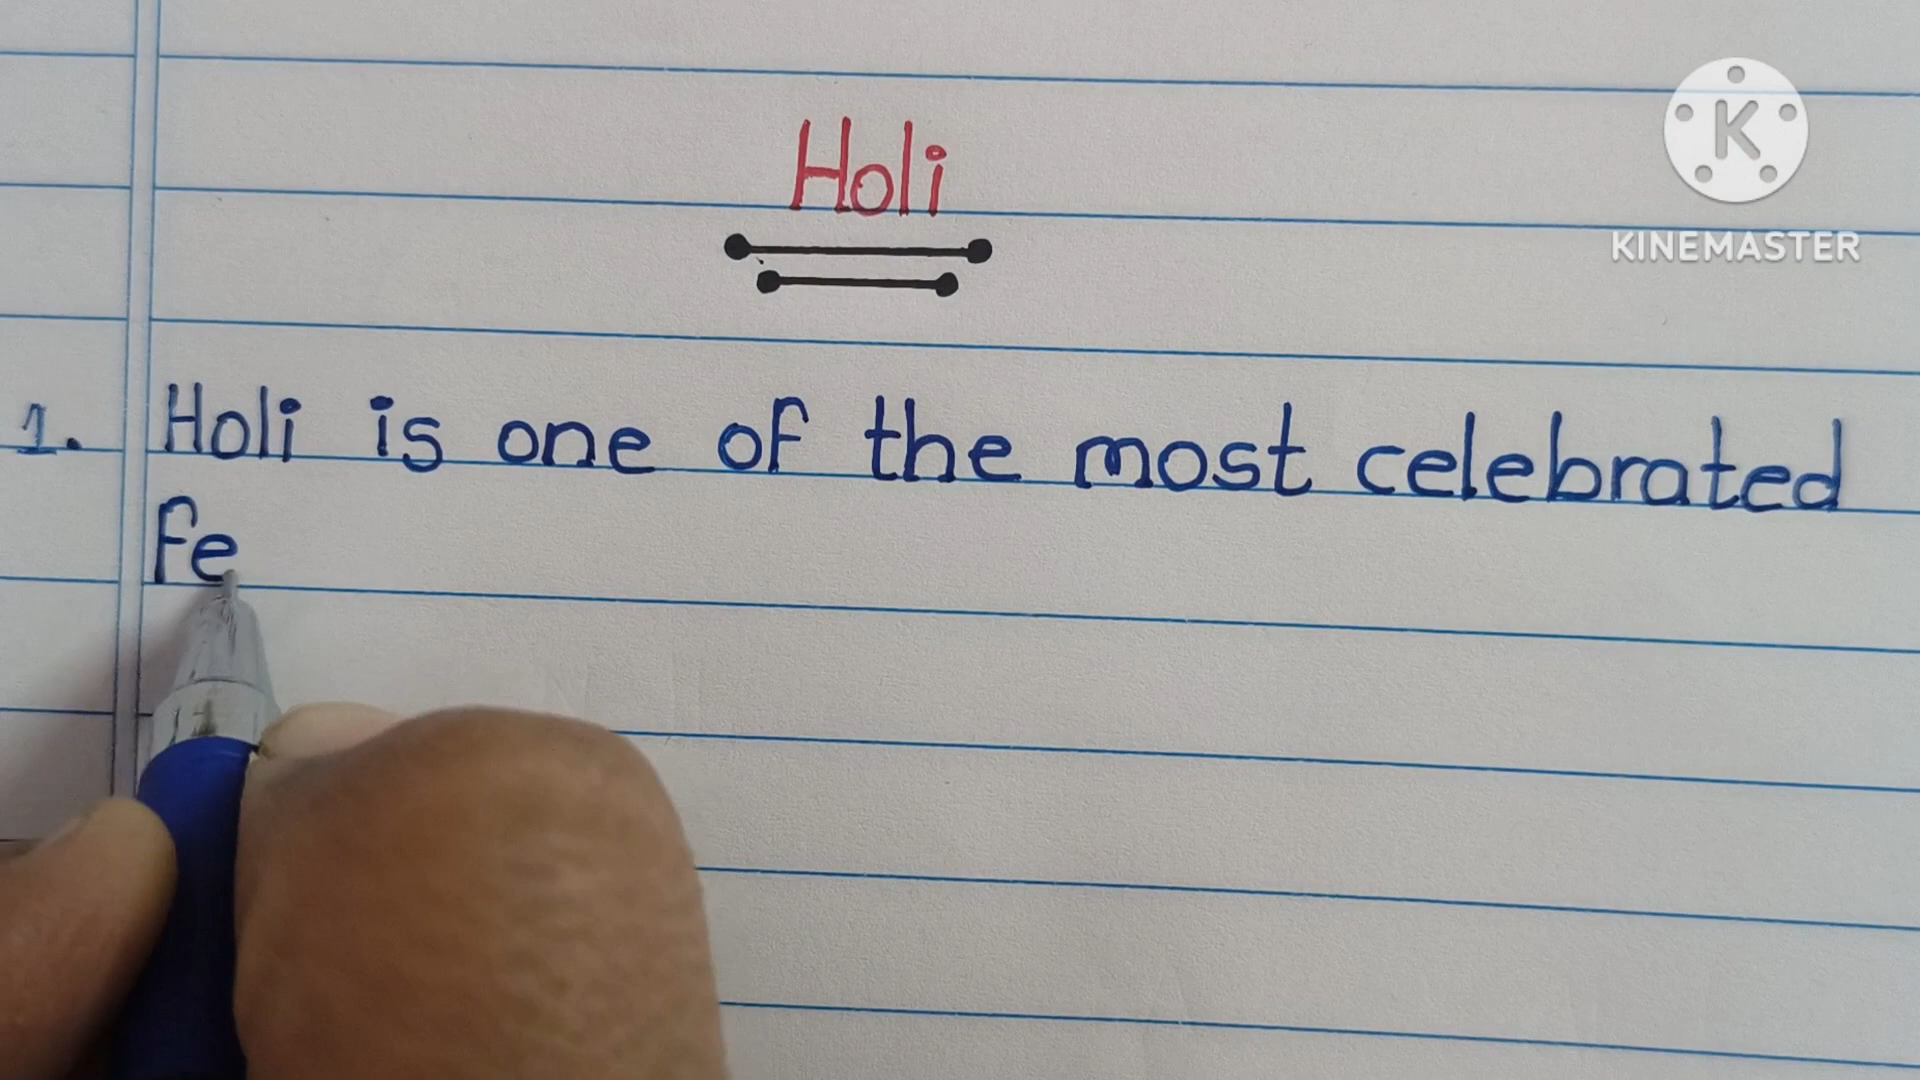 Holi
K
KINEMASTER
1. Holi is one of the most celebrated
fe